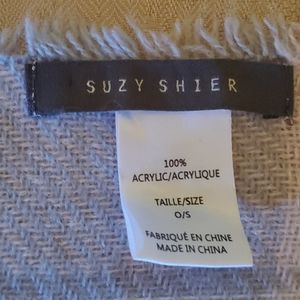 SUZY SHIER
100%
ACRYLIC/ACRYLIQUE
TAILLE/SIZE
O/S
FABRIQUÉ EN CHINE
MADE IN CHINA